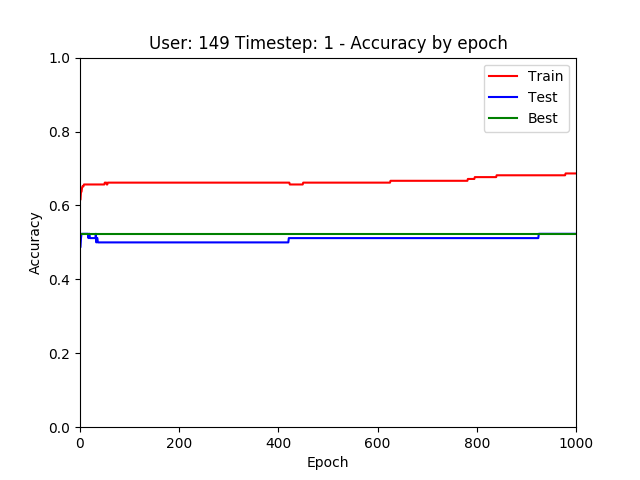 User: 149 Timestep: 1 - Accuracy by epoch
1.0
0.8
0.6
0.4
0.2
0.0
Accuracy
Train
Test
Best
0 200 400 600 800 1000
Epoch